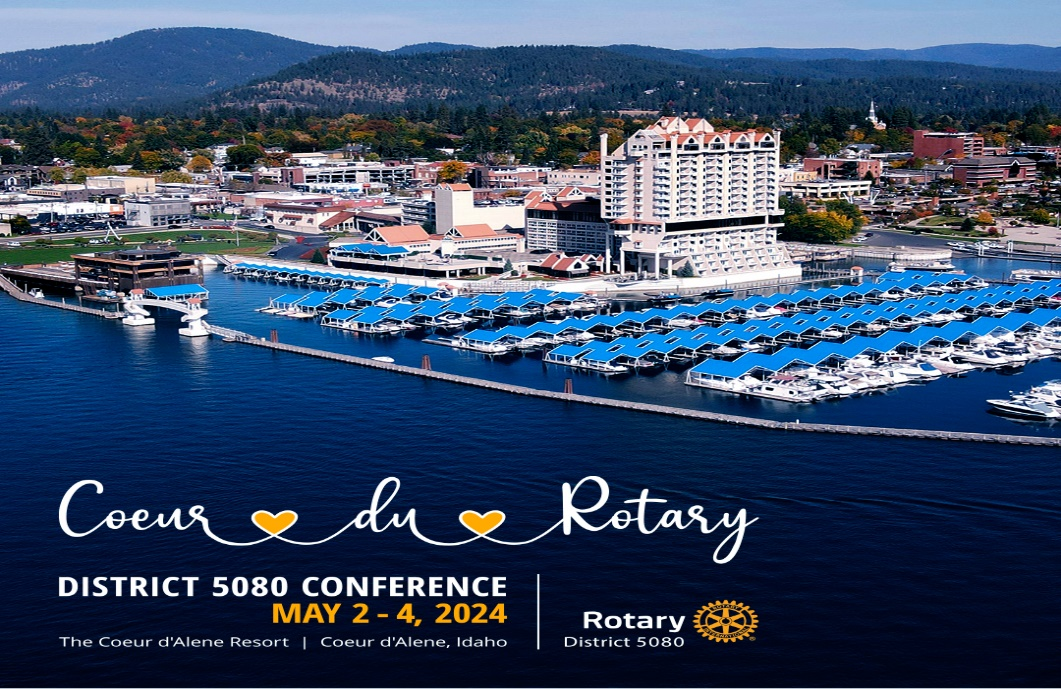 Coeur du Rotary
DISTRICT 5080 CONFERENCE
MAY 2 - 4, 2024
The Coeur d'Alene Resort | Coeur d'Alene, Idaho
Rotary
District 5080